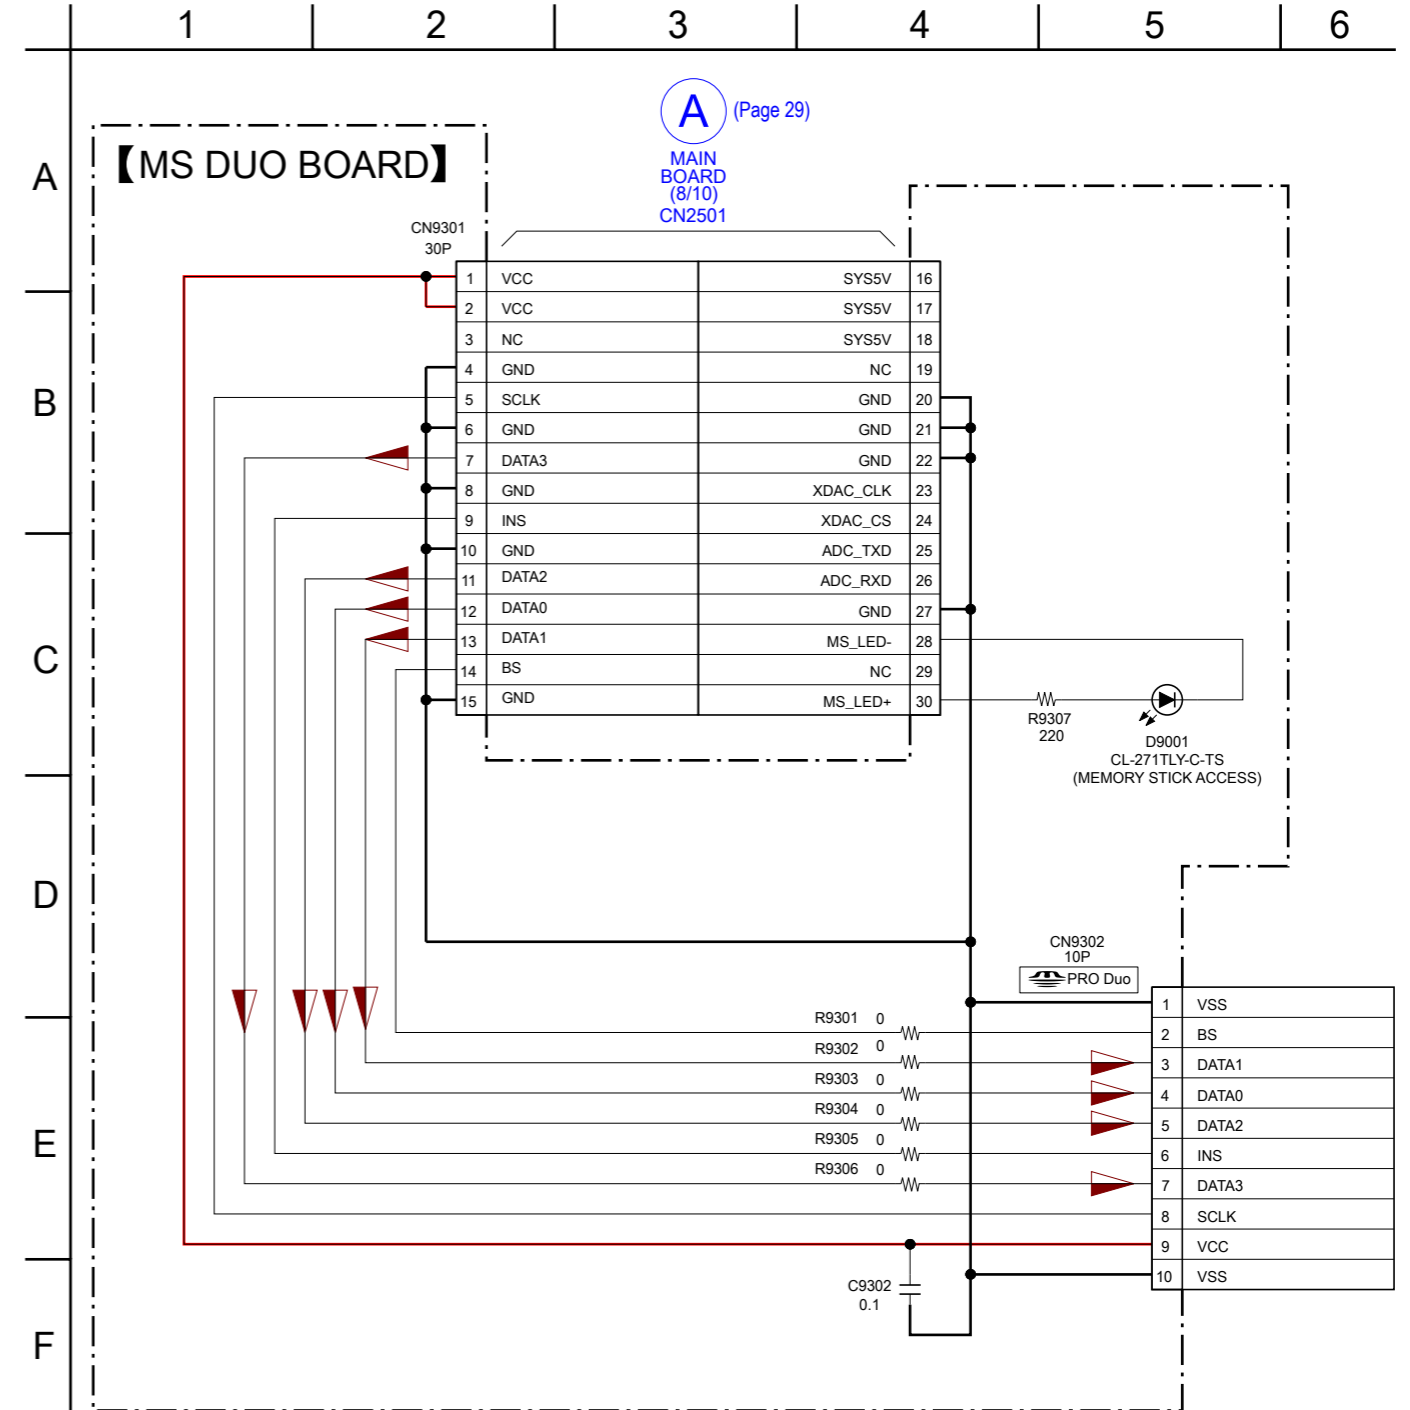 1 2 3 4 5 6
A
B
C
D
E
F
A (Page 29)
MAIN
BOARD
(8/10)
CN2501
【MS DUO BOARD】
CN9301
30P
1 VCC SYS5V 16
2 VCC SYS5V 17
3 NC SYS5V 18
4 GND NC 19
5 SCLK GND 20
6 GND GND 21
7 DATA3 GND 22
8 GND XDAC_CLK 23
9 INS XDAC_CS 24
10 GND ADC_TXD 25
11 DATA2 ADC_RXD 26
12 DATA0 GND 27
13 DATA1 MS_LED- 28
14 BS NC 29
15 GND MS_LED+ 30
R9307
220
D9001
CL-271TLY-C-TS
(MEMORY STICK ACCESS)
CN9302
10P
PRO Duo
1 VSS
2 BS
3 DATA1
4 DATA0
5 DATA2
6 INS
7 DATA3
8 SCLK
9 VCC
10 VSS
R9301 0
R9302 0
R9303 0
R9304 0
R9305 0
R9306 0
C9302
0.1